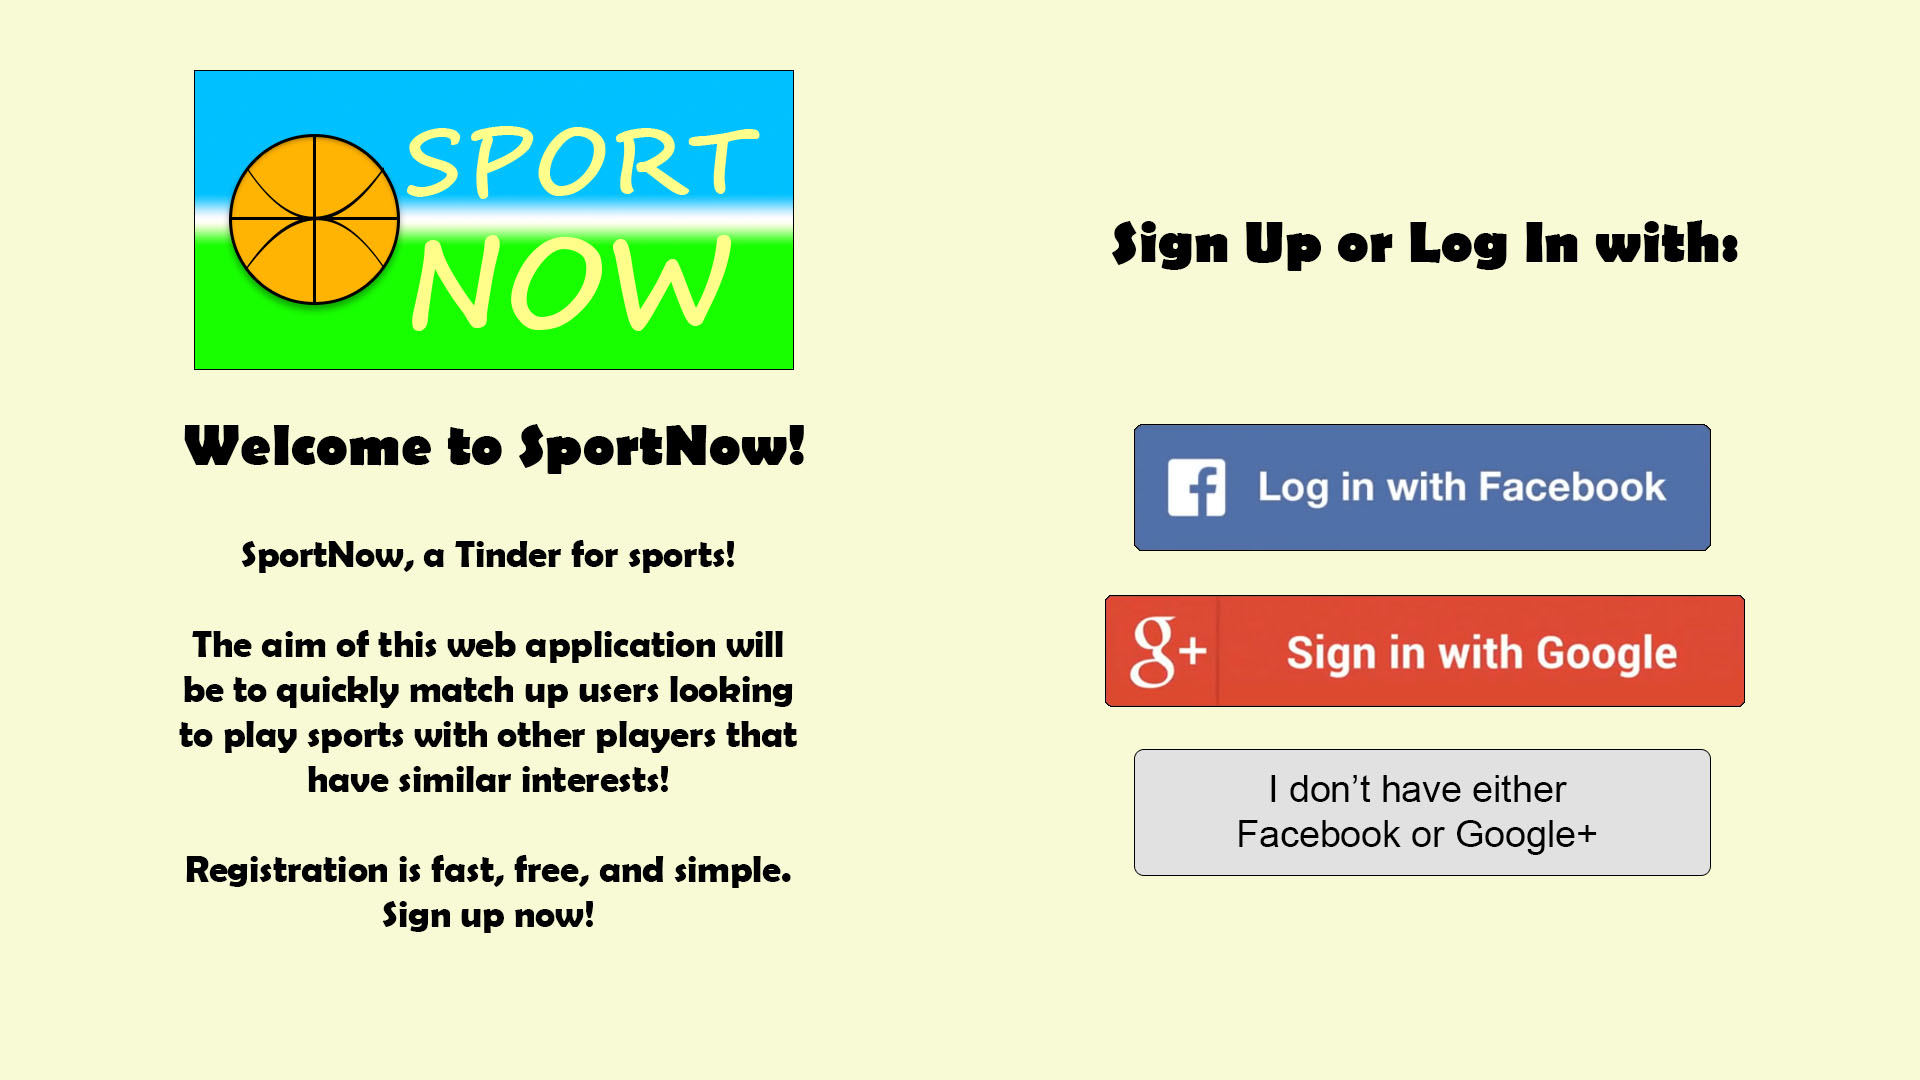 SPORT
NOW
Welcome to SportNow!
SportNow, a Tinder for sports!
The aim of this web application will
be to quickly match up users looking
to play sports with other players that
have similar interests!
Registration is fast, free, and simple.
Sign up now!
Sign Up or Log In with:
f Log in with Facebook
g+ Sign in with Google
I don’t have either
Facebook or Google+